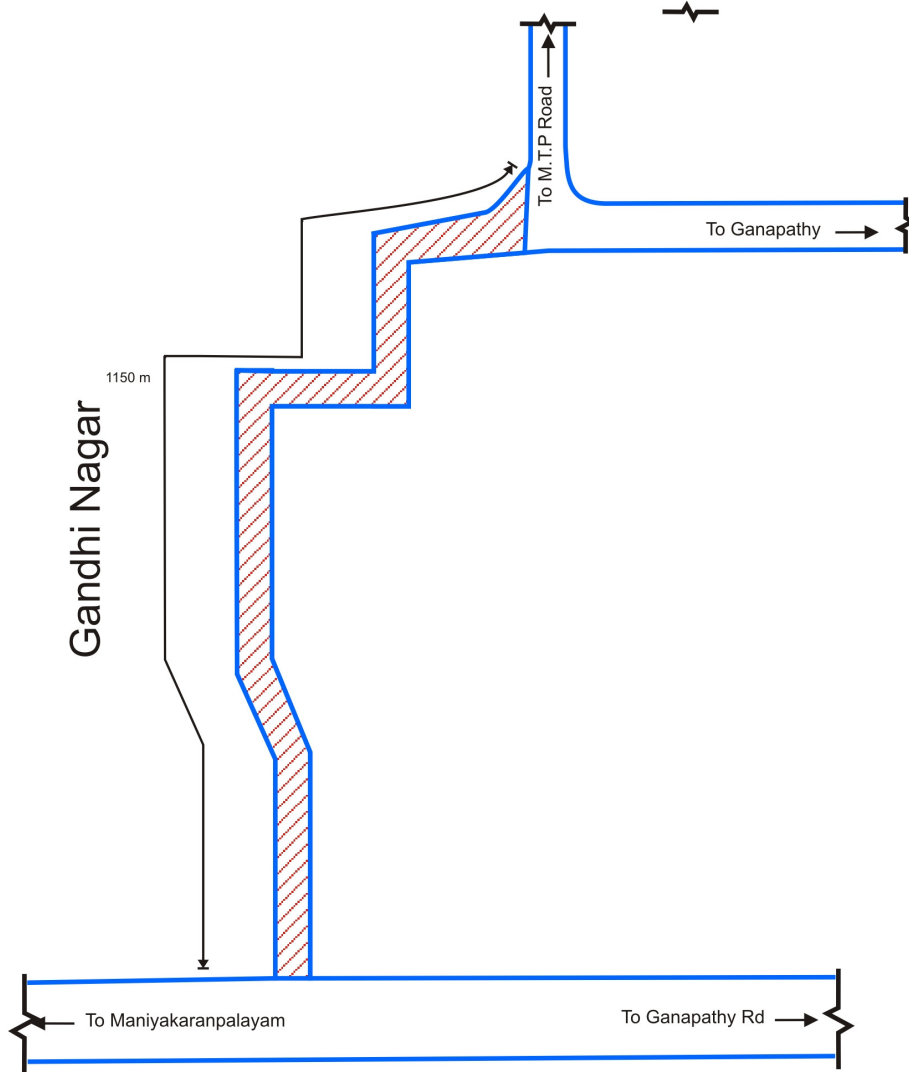 To M.T.P Road
To Ganapathy
1150 m
Gandhi Nagar
To Maniyakaranpalayam
To Ganapathy Rd